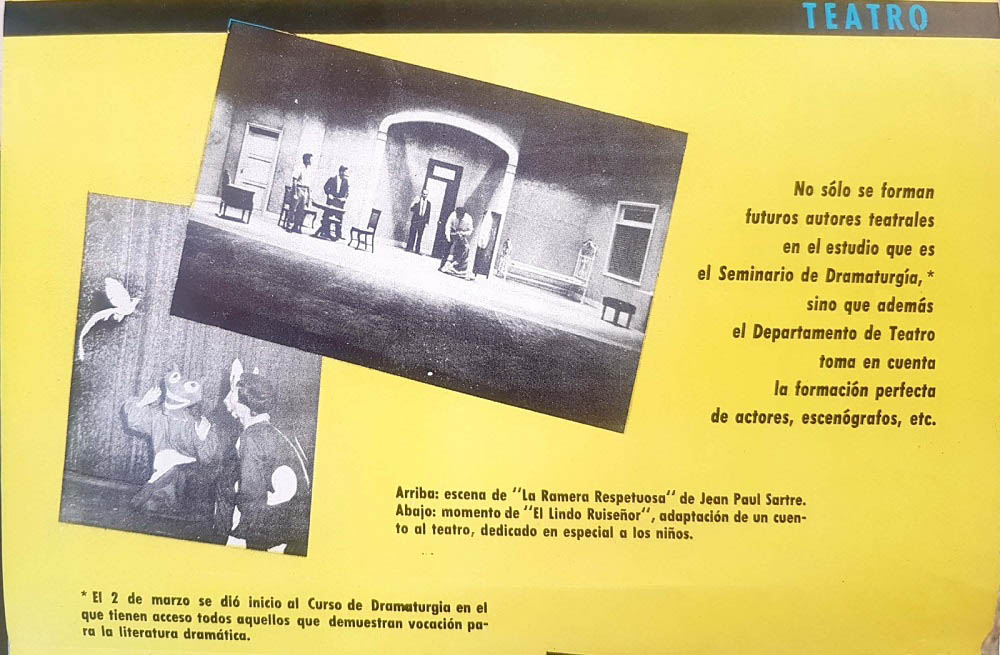 TEATRO
No sólo se forman
futuros autores teatrales
en el estudio que es
el Seminario de Dramaturgía,*
sino que además
el Departamento de Teatro
toma en cuenta
la formación perfecta
de actores, escenógrafos, etc.
Arriba: escena de "La Ramera Respetuosa" de Jean Paul Sartre.
Abajo: momento de "El Lindo Ruiseñor", adaptación de un cuen-
to al teatro, dedicado en especial a los niños.
* El 2 de marzo se dió inicio al Curso de Dramaturgia en el
que tienen acceso todos aquellos que demuestran vocación pa-
ra la literatura dramática.